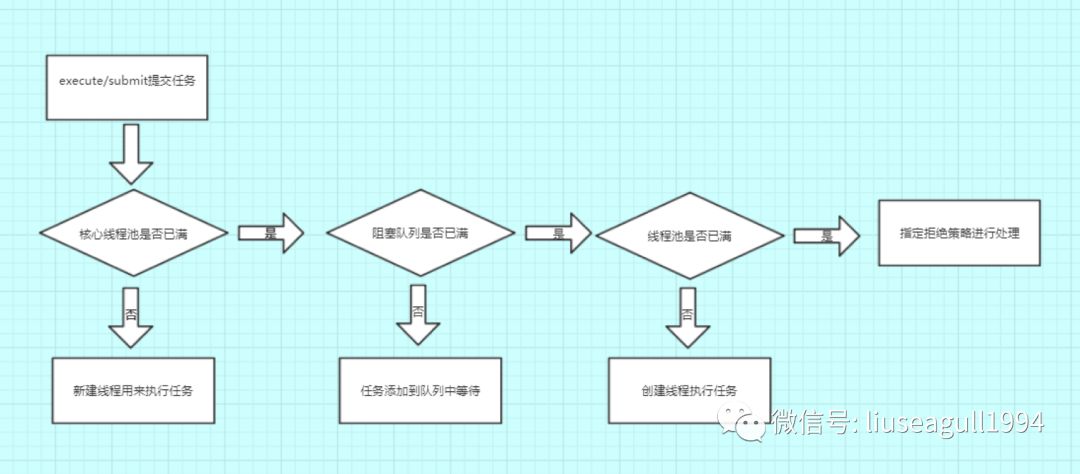 execute/submit提交任务
核心线程池是否已满
是
阻塞队列是否已满
是
线程池是否已满
是
指定拒绝策略进行处理
否
否
否
新建线程用来执行任务
任务添加到队列中等待
创建线程执行任务
微信号: liuseagull1994